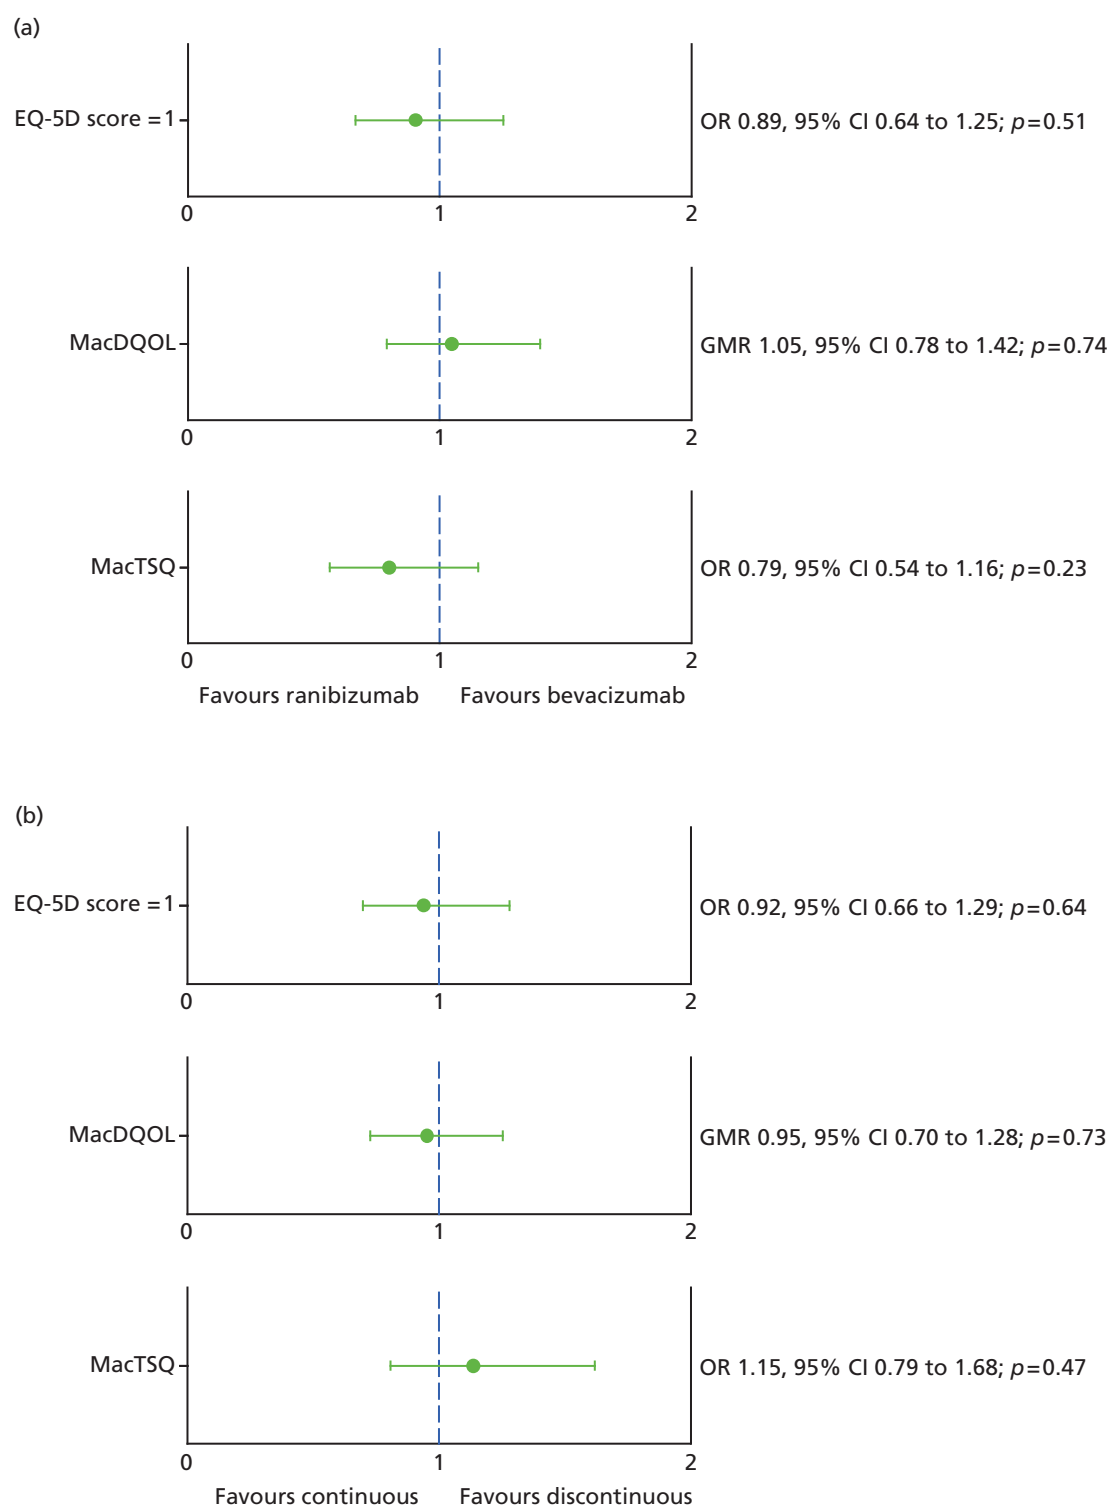 (a)
EQ-5D score = 1
OR 0.89, 95% CI 0.64 to 1.25; p=0.51
0 1 2
MacDQOL
GMR 1.05, 95% CI 0.78 to 1.42; p=0.74
0 1 2
MacTSQ
OR 0.79, 95% CI 0.54 to 1.16; p=0.23
0 1 2
Favours ranibizumab Favours bevacizumab
(b)
EQ-5D score = 1
OR 0.92, 95% CI 0.66 to 1.29; p=0.64
0 1 2
MacDQOL
GMR 0.95, 95% CI 0.70 to 1.28; p=0.73
0 1 2
MacTSQ
OR 1.15, 95% CI 0.79 to 1.68; p=0.47
0 1 2
Favours continuous Favours discontinuous